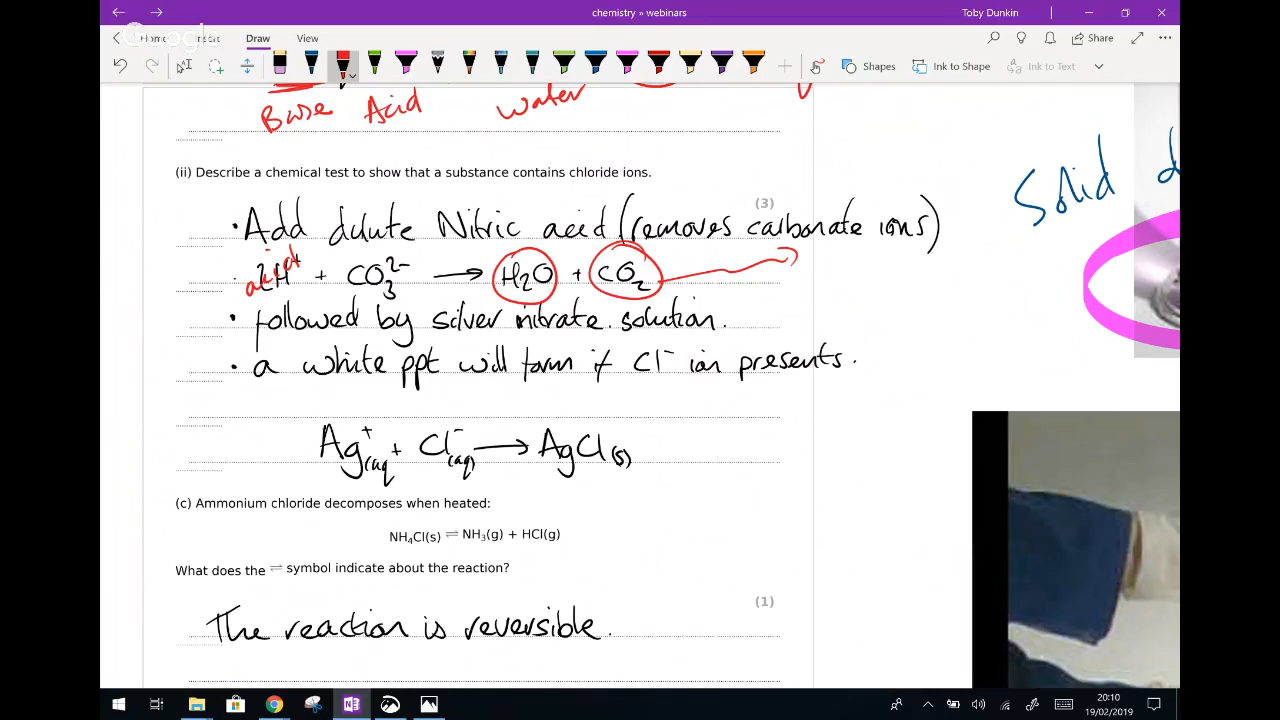 chemistry » webinars
Toby Dunkin
Google
Home Insert Draw View
Share
Shapes Ink to Shape Ink to Text
Base Acid water
(ii) Describe a chemical test to show that a substance contains chloride ions.
(3)
Solid
• Add dilute Nitric acid (removes carbonate ions)
acid
• 2H⁺ + CO₃²⁻ → H₂O + CO₂
• followed by silver nitrate solution.
• a white ppt will form if Cl⁻ ion presents.
Ag⁺(aq + Cl⁻(aq) → AgCl(s)
(c) Ammonium chloride decomposes when heated:
NH₄Cl(s) ⇌ NH₃(g) + HCl(g)
What does the ⇌ symbol indicate about the reaction?
(1)
The reaction is reversible.
20:10
19/02/2019